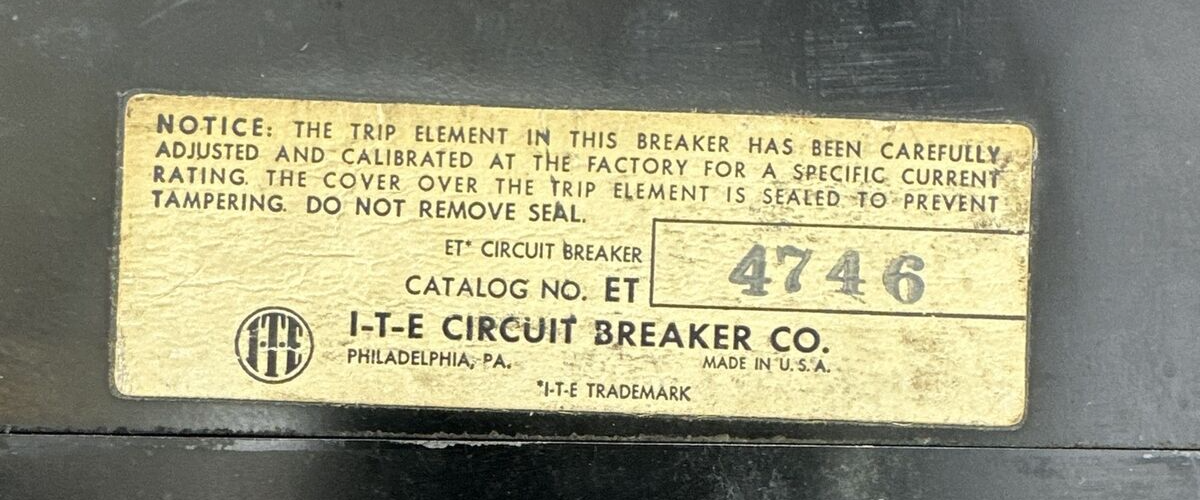 NOTICE: THE TRIP ELEMENT IN THIS BREAKER HAS BEEN CAREFULLY
ADJUSTED AND CALIBRATED AT THE FACTORY FOR A SPECIFIC CURRENT
RATING. THE COVER OVER THE TRIP ELEMENT IS SEALED TO PREVENT
TAMPERING. DO NOT REMOVE SEAL.
ET* CIRCUIT BREAKER
CATALOG NO. ET 4746
I-T-E
I-T-E CIRCUIT BREAKER CO.
PHILADELPHIA, PA. MADE IN U.S.A.
*I-T-E TRADEMARK